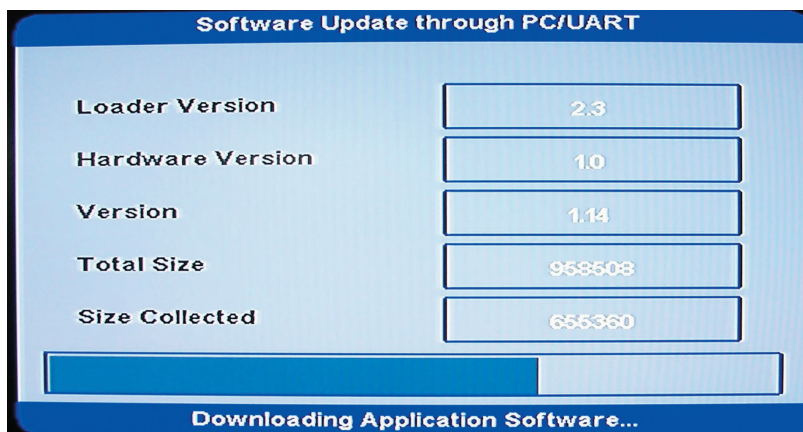 Software Update through PC/UART
Loader Version 2.3
Hardware Version 1.0
Version 1.14
Total Size 958508
Size Collected 655360
Downloading Application Software...